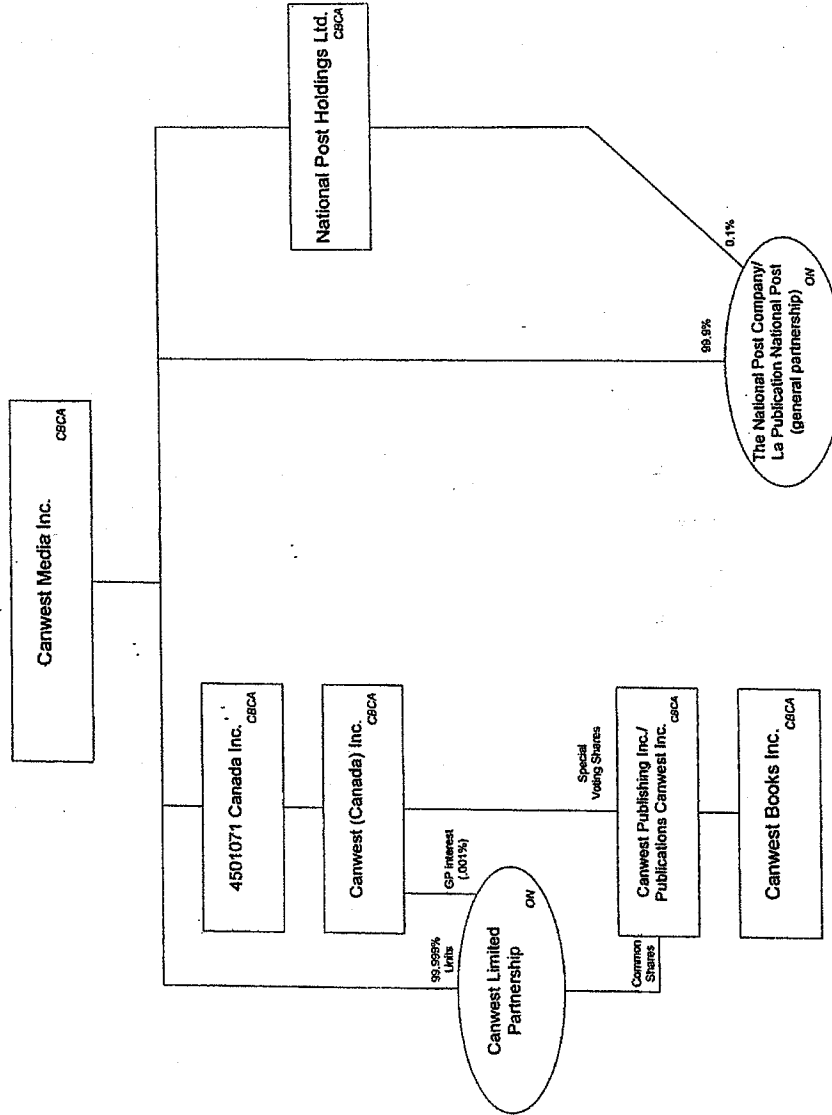 Canwest Media Inc.
CBCA
4501071 Canada Inc.
CBCA
National Post Holdings Ltd.
CBCA
Canwest (Canada) Inc.
CBCA
99.999%
Units
GP interest
(.001%)
Canwest Limited
Partnership
ON
Special
Voting Shares
Common
Shares
Canwest Publishing Inc./
Publications Canwest Inc.
CBCA
Canwest Books Inc.
CBCA
99.9%
0.1%
The National Post Company/
La Publication National Post
(general partnership)
ON